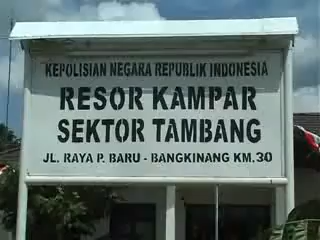 KEPOLISIAN NEGARA REPUBLIK INDONESIA
RESOR KAMPAR
SEKTOR TAMBANG
JL. RAYA P. BARU - BANGKINANG KM.30